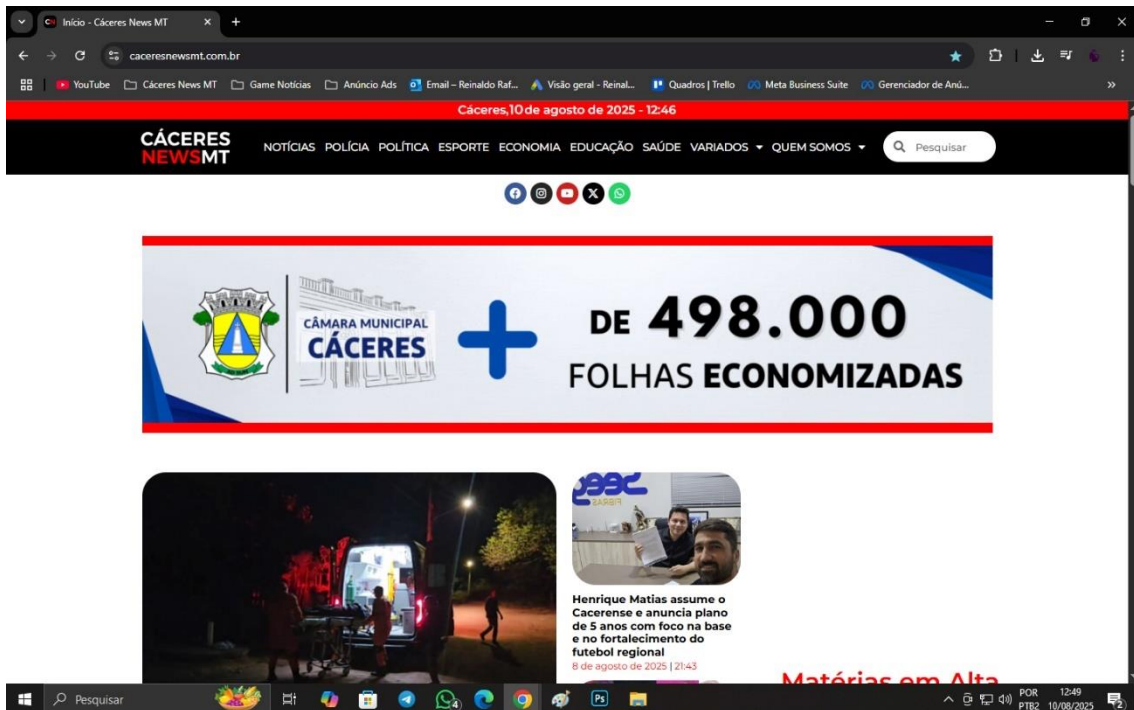 Início - Cáceres News MT
caceresnewsmt.com.br
YouTube Cáceres News MT Game Notícias Anúncio Ads Email – Reinaldo Raf... Visão geral - Reinal... Quadros | Trello Meta Business Suite Gerenciador de Anú...
Cáceres,10 de agosto de 2025 - 12:46
CÁCERES
NEWSMT
NOTÍCIAS POLÍCIA POLÍTICA ESPORTE ECONOMIA EDUCAÇÃO SAÚDE VARIADOS QUEM SOMOS Pesquisar
CÂMARA MUNICIPAL
CÁCERES
+
DE 498.000
FOLHAS ECONOMIZADAS
FIBRAS
Henrique Matias assume o
Cacerense e anuncia plano
de 5 anos com foco na base
e no fortalecimento do
futebol regional
8 de agosto de 2025 | 21:43
Matérias em Alta
Pesquisar
Ps
POR 12:49
PTB2 10/08/2025